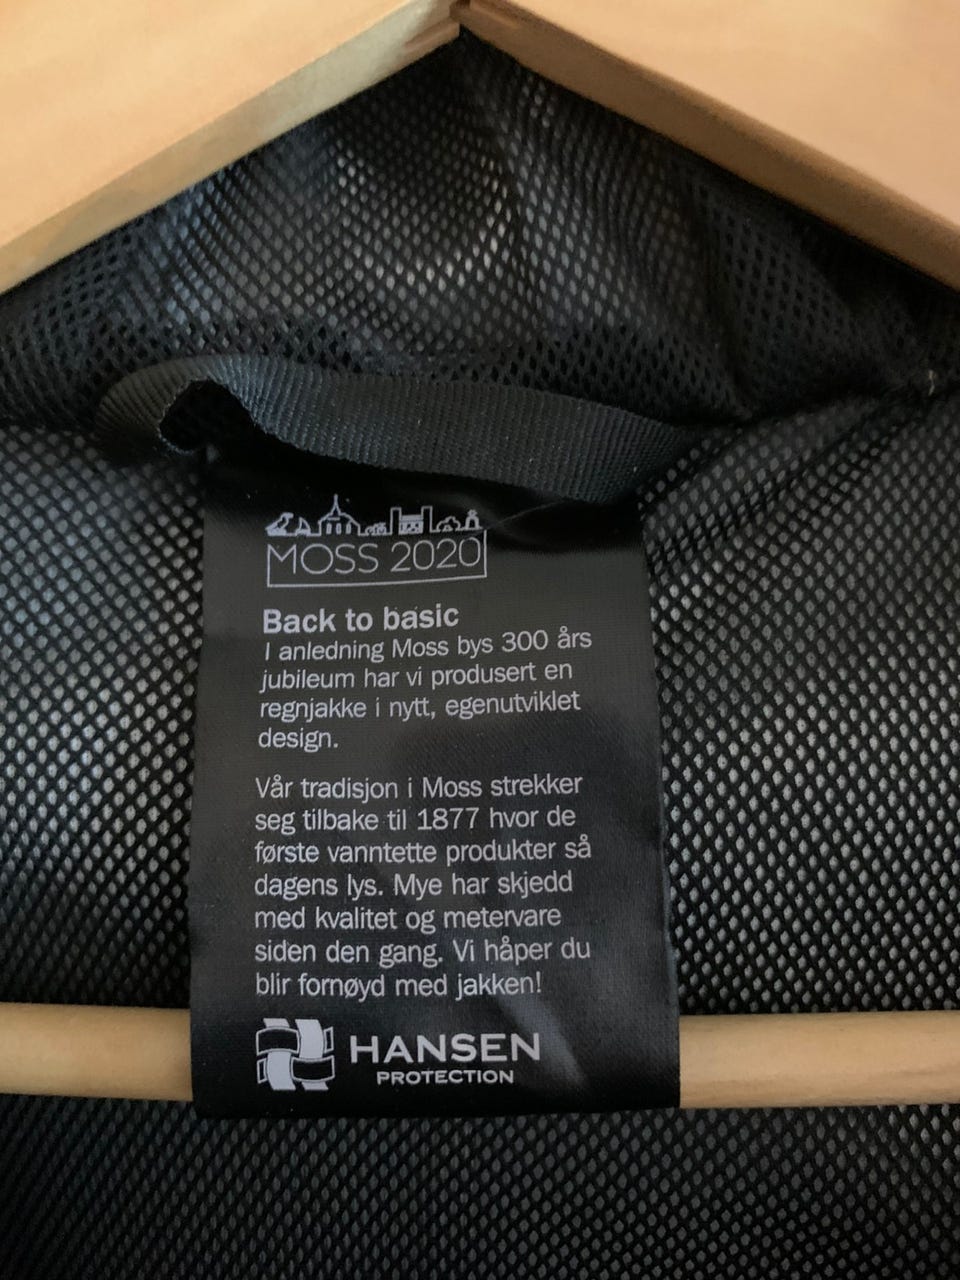 MOSS 2020
Back to basic
I anledning Moss bys 300 års
jubileum har vi produsert en
regnjakke i nytt, egenutviklet
design.
Vår tradisjon i Moss strekker
seg tilbake til 1877 hvor de
første vanntette produkter så
dagens lys. Mye har skjedd
med kvalitet og metervare
siden den gang. Vi håper du
blir fornøyd med jakken!
HANSEN
PROTECTION